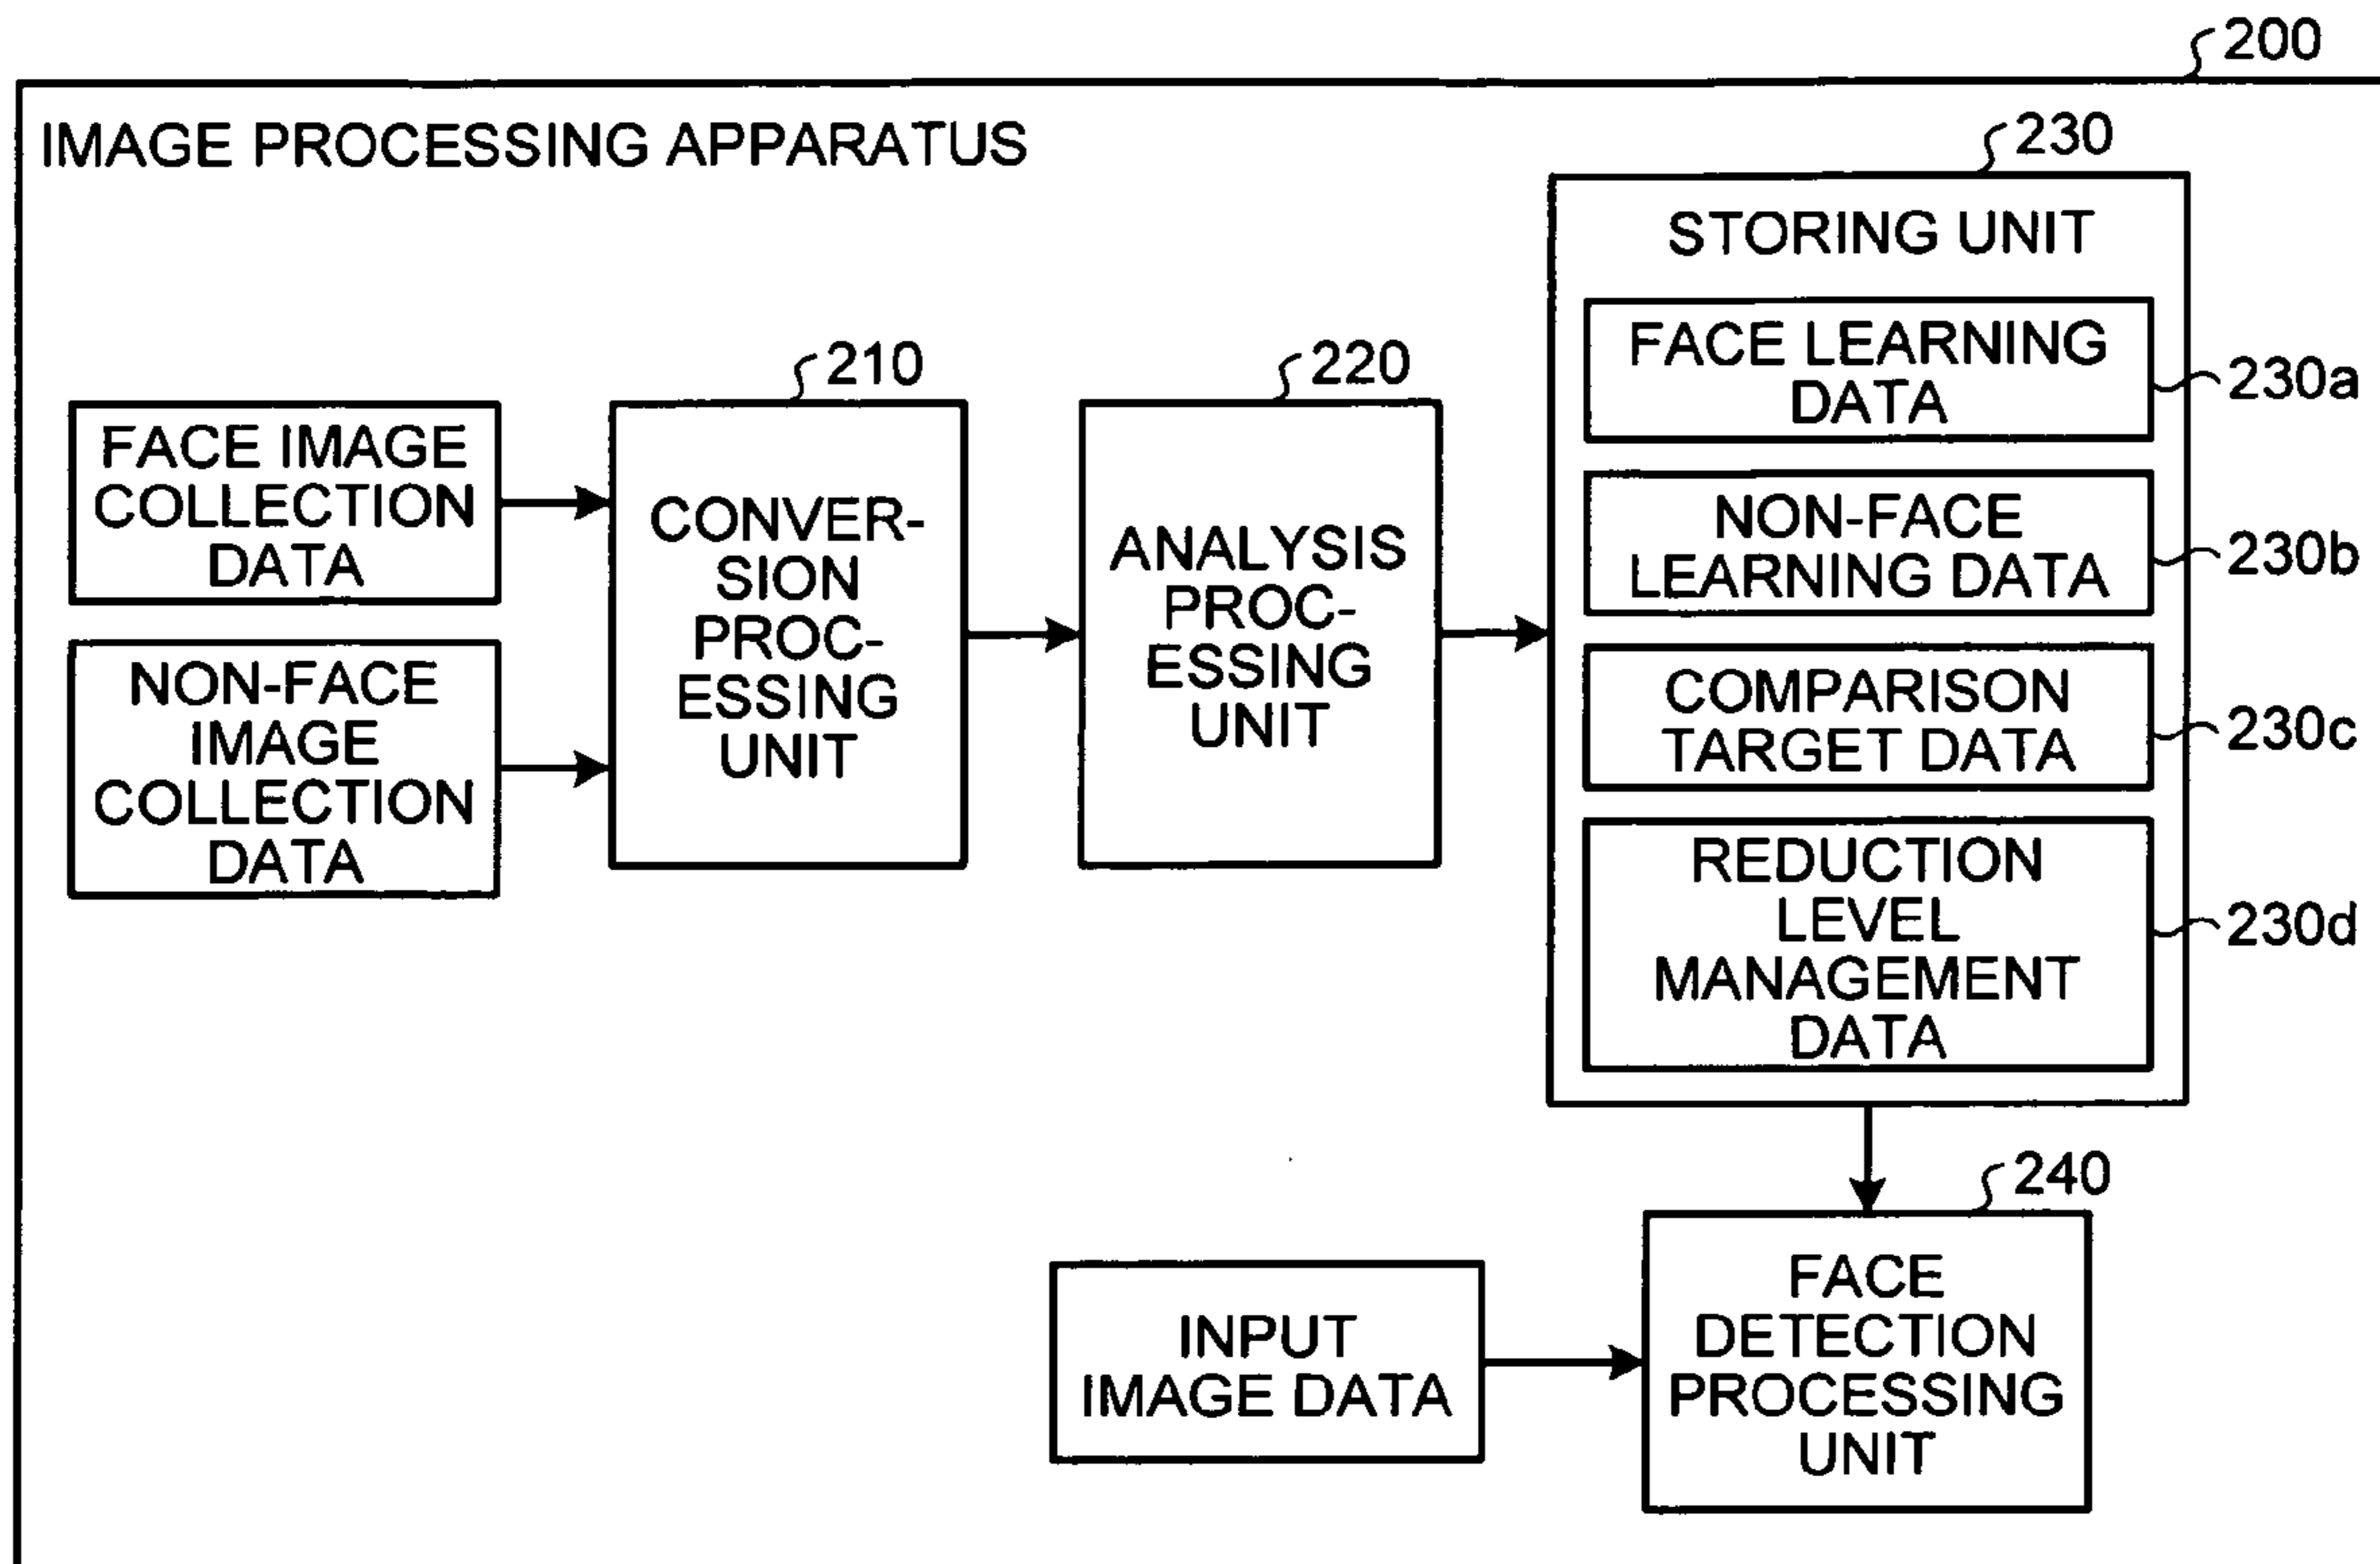 200
IMAGE PROCESSING APPARATUS
230
STORING UNIT
FACE LEARNING
DATA
230a
NON-FACE
LEARNING DATA
230b
COMPARISON
TARGET DATA
230c
REDUCTION
LEVEL
MANAGEMENT
DATA
230d
210
CONVER-
SION
PROC-
ESSING
UNIT
220
ANALYSIS
PROC-
ESSING
UNIT
FACE IMAGE
COLLECTION
DATA
NON-FACE
IMAGE
COLLECTION
DATA
240
FACE
DETECTION
PROCESSING
UNIT
INPUT
IMAGE DATA